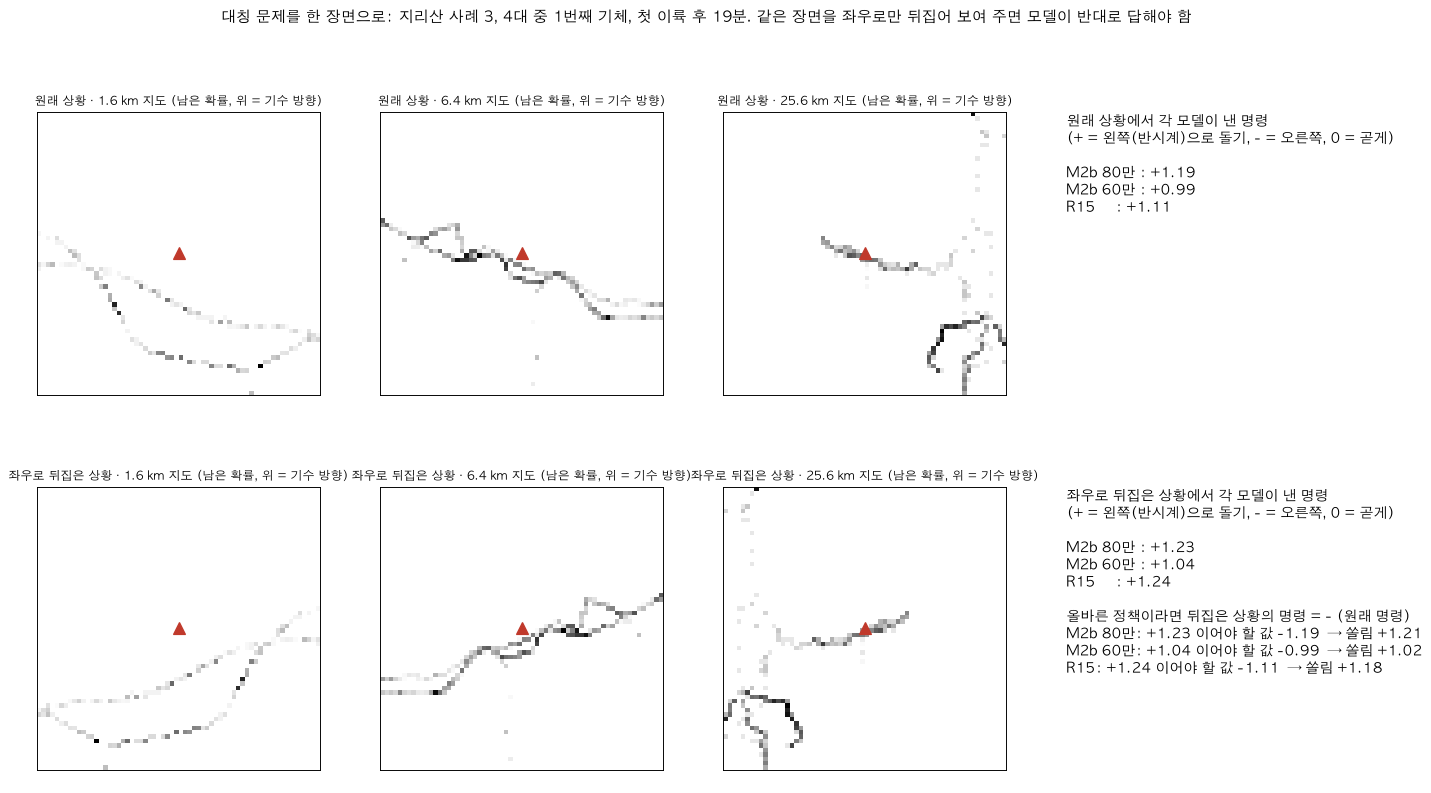 대칭 문제를 한 장면으로: 지리산 사례 3, 4대 중 1번째 기체, 첫 이륙 후 19분. 같은 장면을 좌우로만 뒤집어 보여 주면 모델이 반대로 답해야 함
원래 상황 · 1.6 km 지도 (남은 확률, 위 = 기수 방향)
원래 상황 · 6.4 km 지도 (남은 확률, 위 = 기수 방향)
원래 상황 · 25.6 km 지도 (남은 확률, 위 = 기수 방향)
원래 상황에서 각 모델이 낸 명령
(+ = 왼쪽(반시계)으로 돌기, - = 오른쪽, 0 = 곧게)
M2b 80만 : +1.19
M2b 60만 : +0.99
R15 : +1.11
좌우로 뒤집은 상황 · 1.6 km 지도 (남은 확률, 위 = 기수 방향)
좌우로 뒤집은 상황 · 6.4 km 지도 (남은 확률, 위 = 기수 방향)
좌우로 뒤집은 상황 · 25.6 km 지도 (남은 확률, 위 = 기수 방향)
좌우로 뒤집은 상황에서 각 모델이 낸 명령
(+ = 왼쪽(반시계)으로 돌기, - = 오른쪽, 0 = 곧게)
M2b 80만 : +1.23
M2b 60만 : +1.04
R15 : +1.24
올바른 정책이라면 뒤집은 상황의 명령 = - (원래 명령)
M2b 80만: +1.23 이어야 할 값 -1.19 → 쏠림 +1.21
M2b 60만: +1.04 이어야 할 값 -0.99 → 쏠림 +1.02
R15: +1.24 이어야 할 값 -1.11 → 쏠림 +1.18